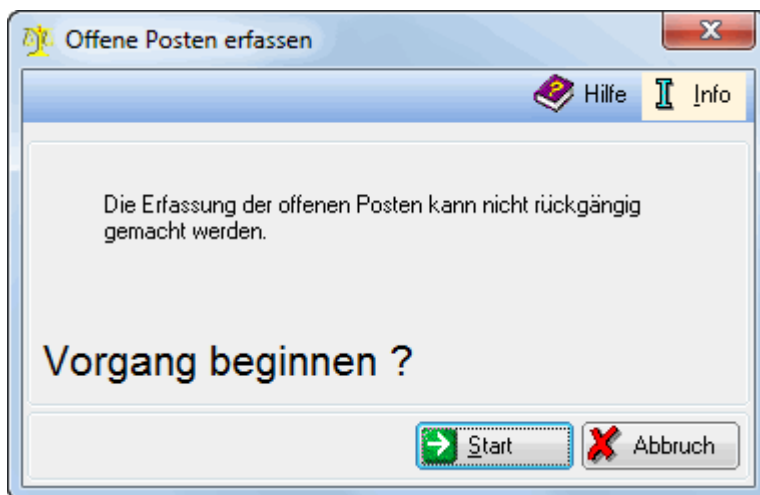 Offene Posten erfassen
Hilfe Info
Die Erfassung der offenen Posten kann nicht rückgängig
gemacht werden.
Vorgang beginnen ?
Start Abbruch